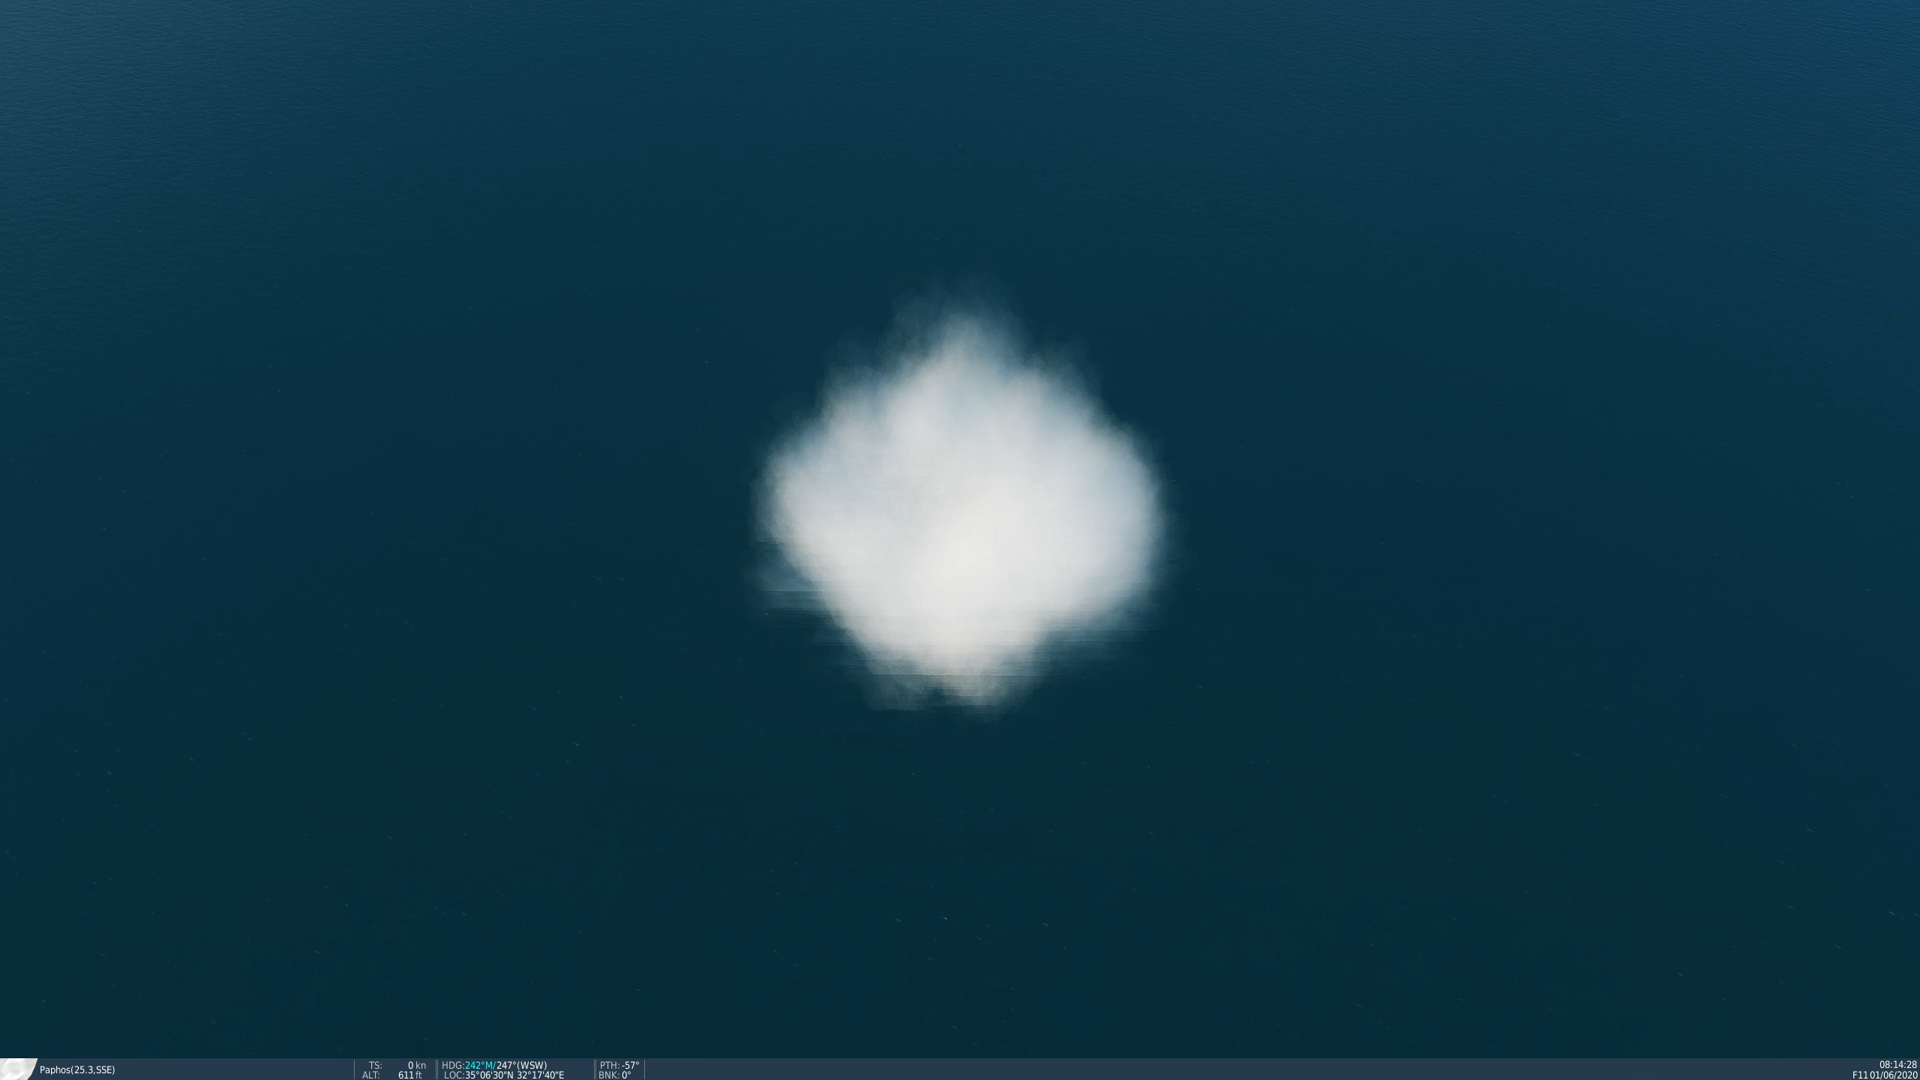 Paphos(25.3,SSE)
TS: 0 kn
ALT: 611 ft
HDG:242°M/247°(WSW)
LOC:35°06'30"N 32°17'40"E
PTH: -57°
BNK: 0°
08:14:28
F11 01/06/2020